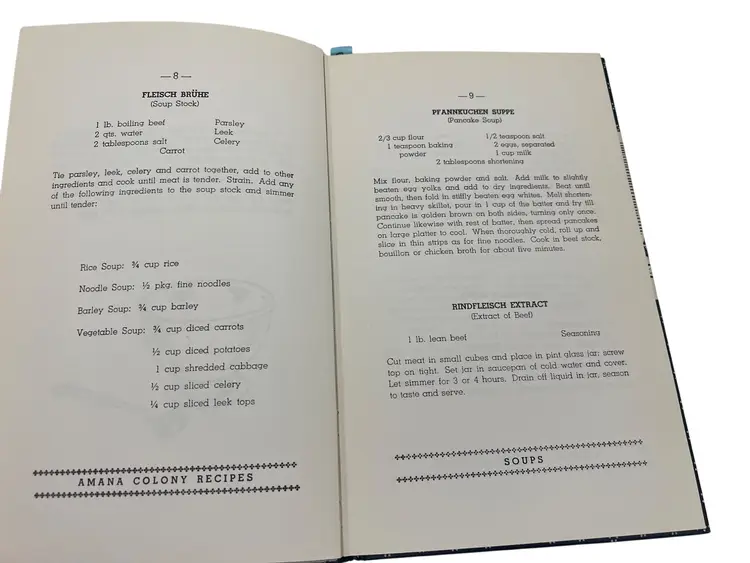 — 8 —
FLEISCH BRÜHE
(Soup Stock)
1 lb. boiling beef Parsley
2 qts. water Leek
2 tablespoons salt Celery
Carrot
Tie parsley, leek, celery and carrot together, add to other
ingredients and cook until meat is tender. Strain. Add any
of the following ingredients to the soup stock and simmer
until tender:
Rice Soup: ¾ cup rice
Noodle Soup: ½ pkg. fine noodles
Barley Soup: ¾ cup barley
Vegetable Soup: ¾ cup diced carrots
½ cup diced potatoes
1 cup shredded cabbage
½ cup sliced celery
¼ cup sliced leek tops
AMANA COLONY RECIPES
— 9 —
PFANNKUCHEN SUPPE
(Pancake Soup)
2/3 cup flour 1/2 teaspoon salt
1 teaspoon baking 2 eggs, separated
powder 1 cup milk
2 tablespoons shortening
Mix flour, baking powder and salt. Add milk to slightly
beaten egg yolks and add to dry ingredients. Beat until
smooth, then fold in stiffly beaten egg whites. Melt shorten-
ing in heavy skillet, pour in 1 cup of the batter and fry till
pancake is golden brown on both sides, turning only once.
Continue likewise with rest of batter, then spread pancakes
on large platter to cool. When thoroughly cold, roll up and
slice in thin strips as for fine noodles. Cook in beef stock,
bouillon or chicken broth for about five minutes.
RINDFLEISCH EXTRACT
(Extract of Beef)
1 lb. lean beef Seasoning
Cut meat in small cubes and place in pint glass jar; screw
top on tight. Set jar in saucepan of cold water and cover.
Let simmer for 3 or 4 hours. Drain off liquid in jar, season
to taste and serve.
SOUPS